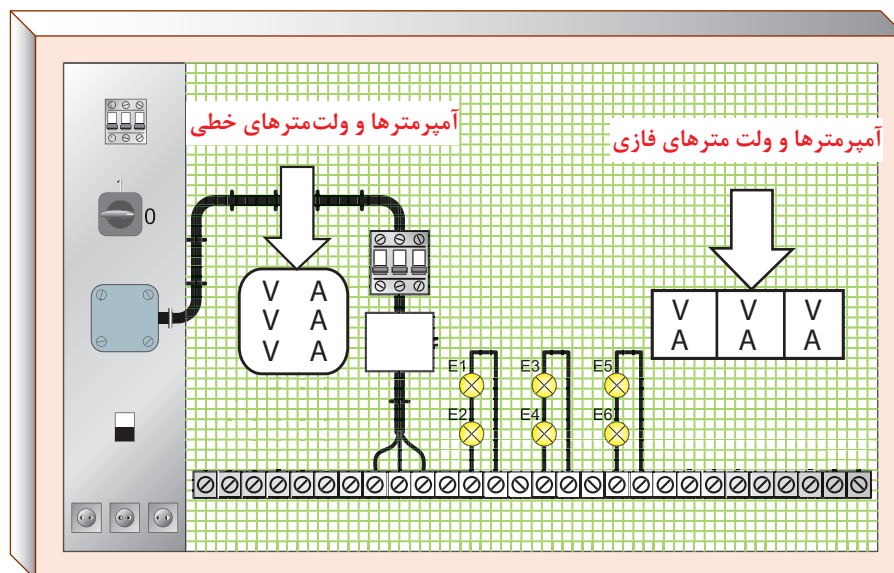 آمپرمترها و ولت‌مترهای خطی
آمپرمترها و ولت مترهای فازی
0
V A
V A
V A
V V V
A A A
E1 E3 E5
E2 E4 E6